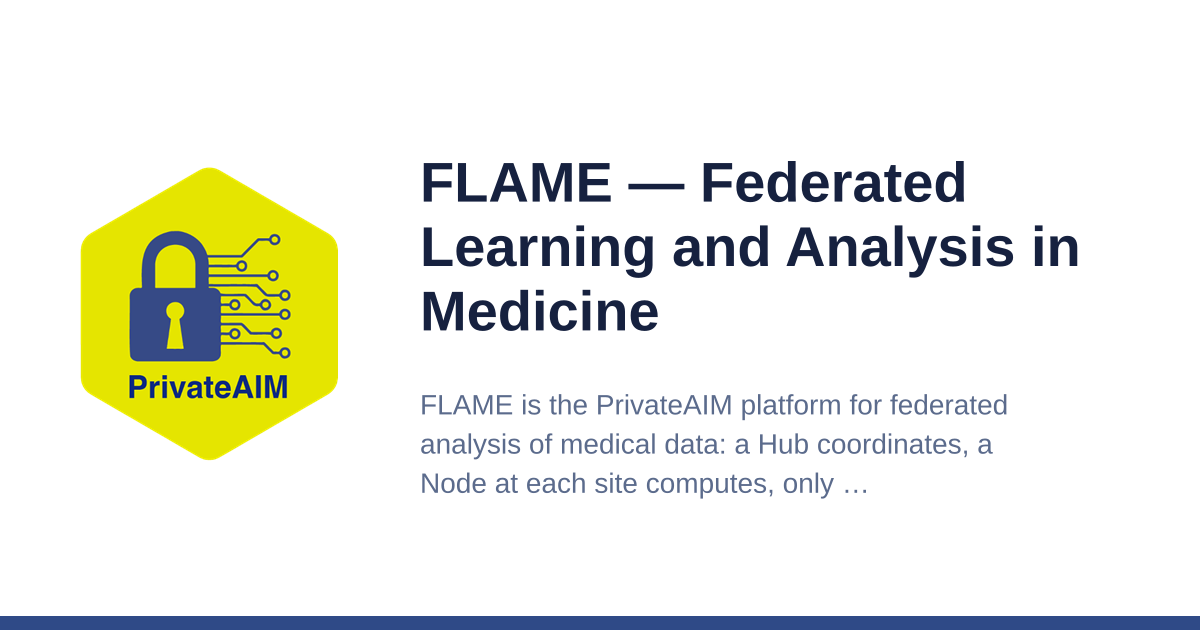 PrivateAIM
FLAME — Federated
Learning and Analysis in
Medicine
FLAME is the PrivateAIM platform for federated
analysis of medical data: a Hub coordinates, a
Node at each site computes, only …